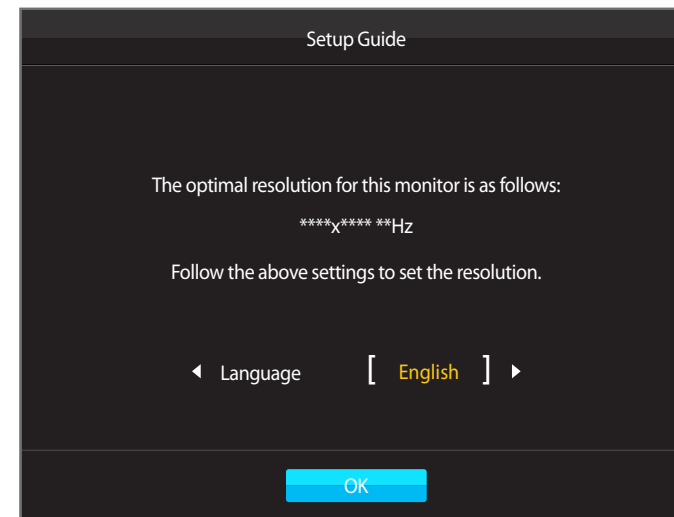 Setup Guide
The optimal resolution for this monitor is as follows:
****x**** **Hz
Follow the above settings to set the resolution.
Language [ English ]
OK